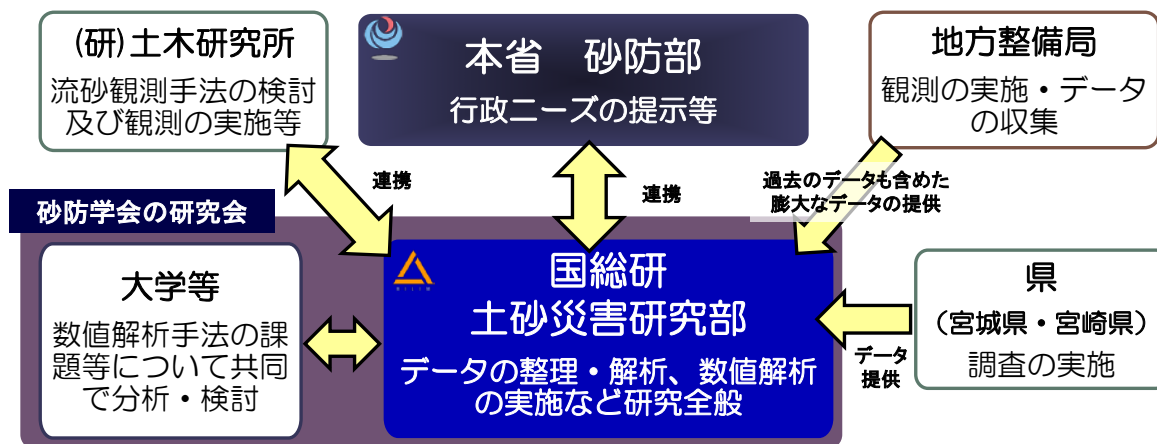 (研)土木研究所
流砂観測手法の検討
及び観測の実施等
本省 砂防部
行政ニーズの提示等
地方整備局
観測の実施・データ
の収集
連携
連携
過去のデータも含めた
膨大なデータの提供
砂防学会の研究会
大学等
数値解析手法の課
題等について共同
で分析・検討
国総研
土砂災害研究部
データの整理・解析、数値解析
の実施など研究全般
データ
提供
県
(宮城県・宮崎県)
調査の実施